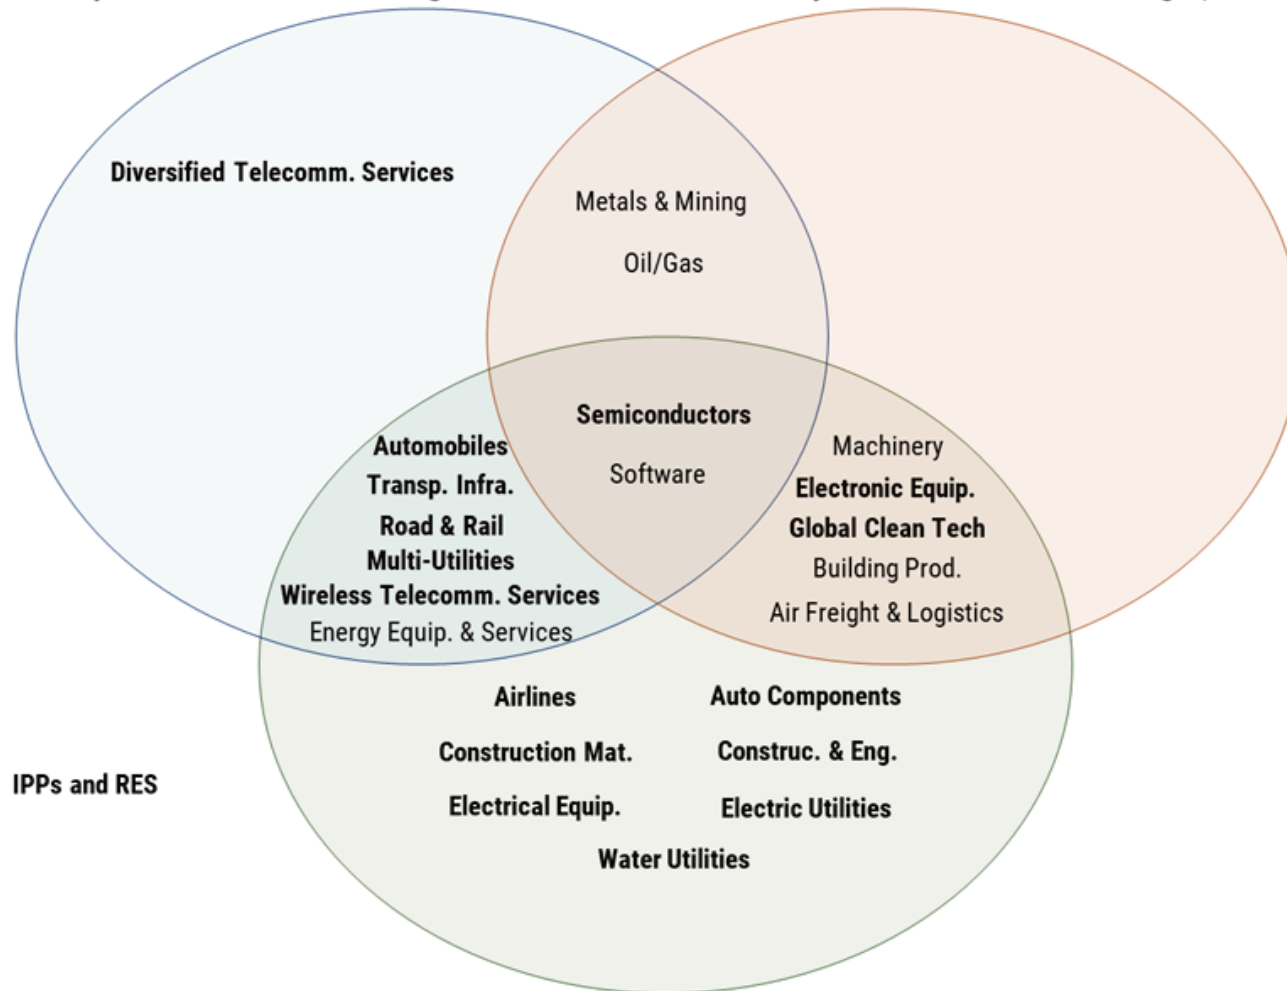 Diversified Telecomm. Services
Metals & Mining
Oil/Gas
Semiconductors
Software
Automobiles
Transp. Infra.
Road & Rail
Multi-Utilities
Wireless Telecomm. Services
Energy Equip. & Services
Machinery
Electronic Equip.
Global Clean Tech
Building Prod.
Air Freight & Logistics
Airlines
Auto Components
Construction Mat.
Construc. & Eng.
Electrical Equip.
Electric Utilities
Water Utilities
IPPs and RES